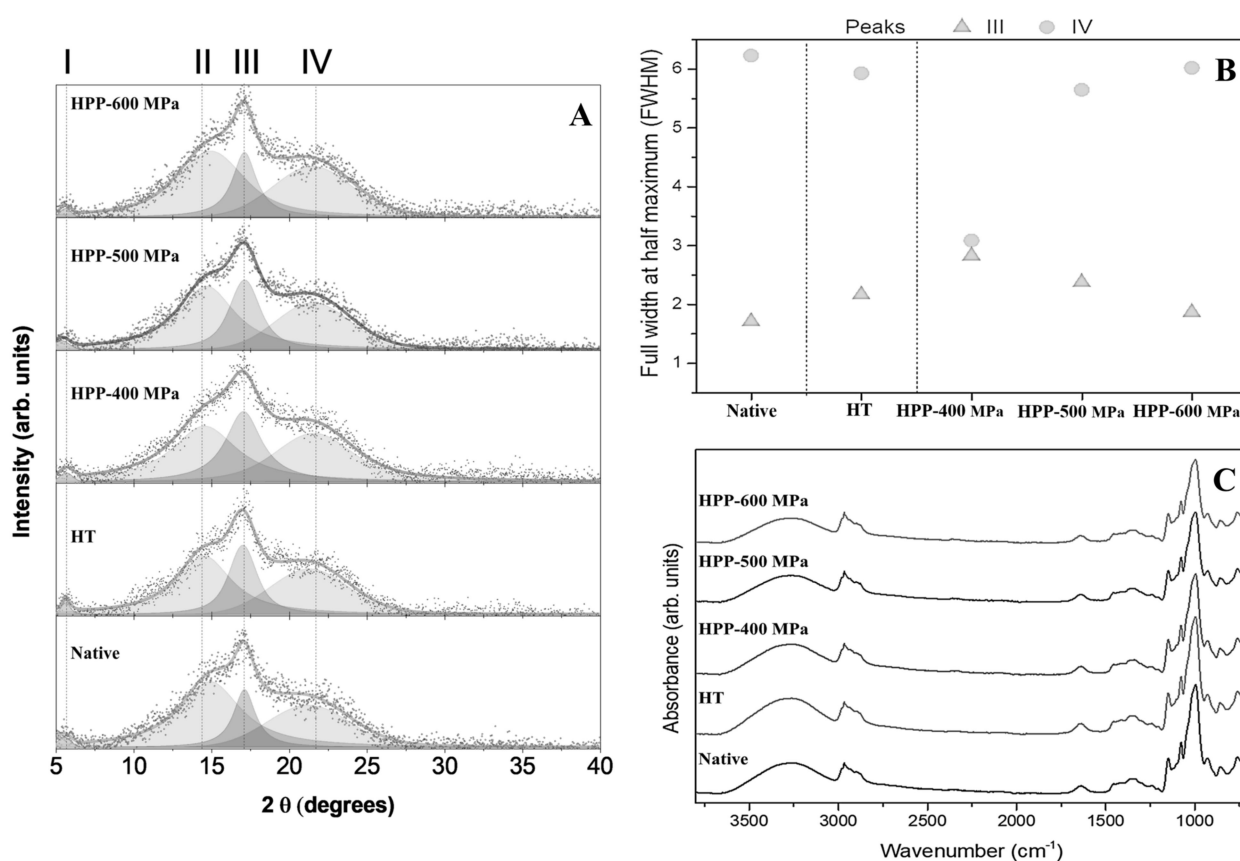 I II III IV
A
HPP-600 MPa
HPP-500 MPa
HPP-400 MPa
HT
Native
Intensity (arb. units)
5 10 15 20 25 30 35 40
2 θ (degrees)
Peaks III IV
B
Full width at half maximum (FWHM)
6
5
4
3
2
1
Native HT HPP-400 MPa HPP-500 MPa HPP-600 MPa
C
HPP-600 MPa
HPP-500 MPa
HPP-400 MPa
HT
Native
Absorbance (arb. units)
3500 3000 2500 2000 1500 1000
Wavenumber (cm⁻¹)